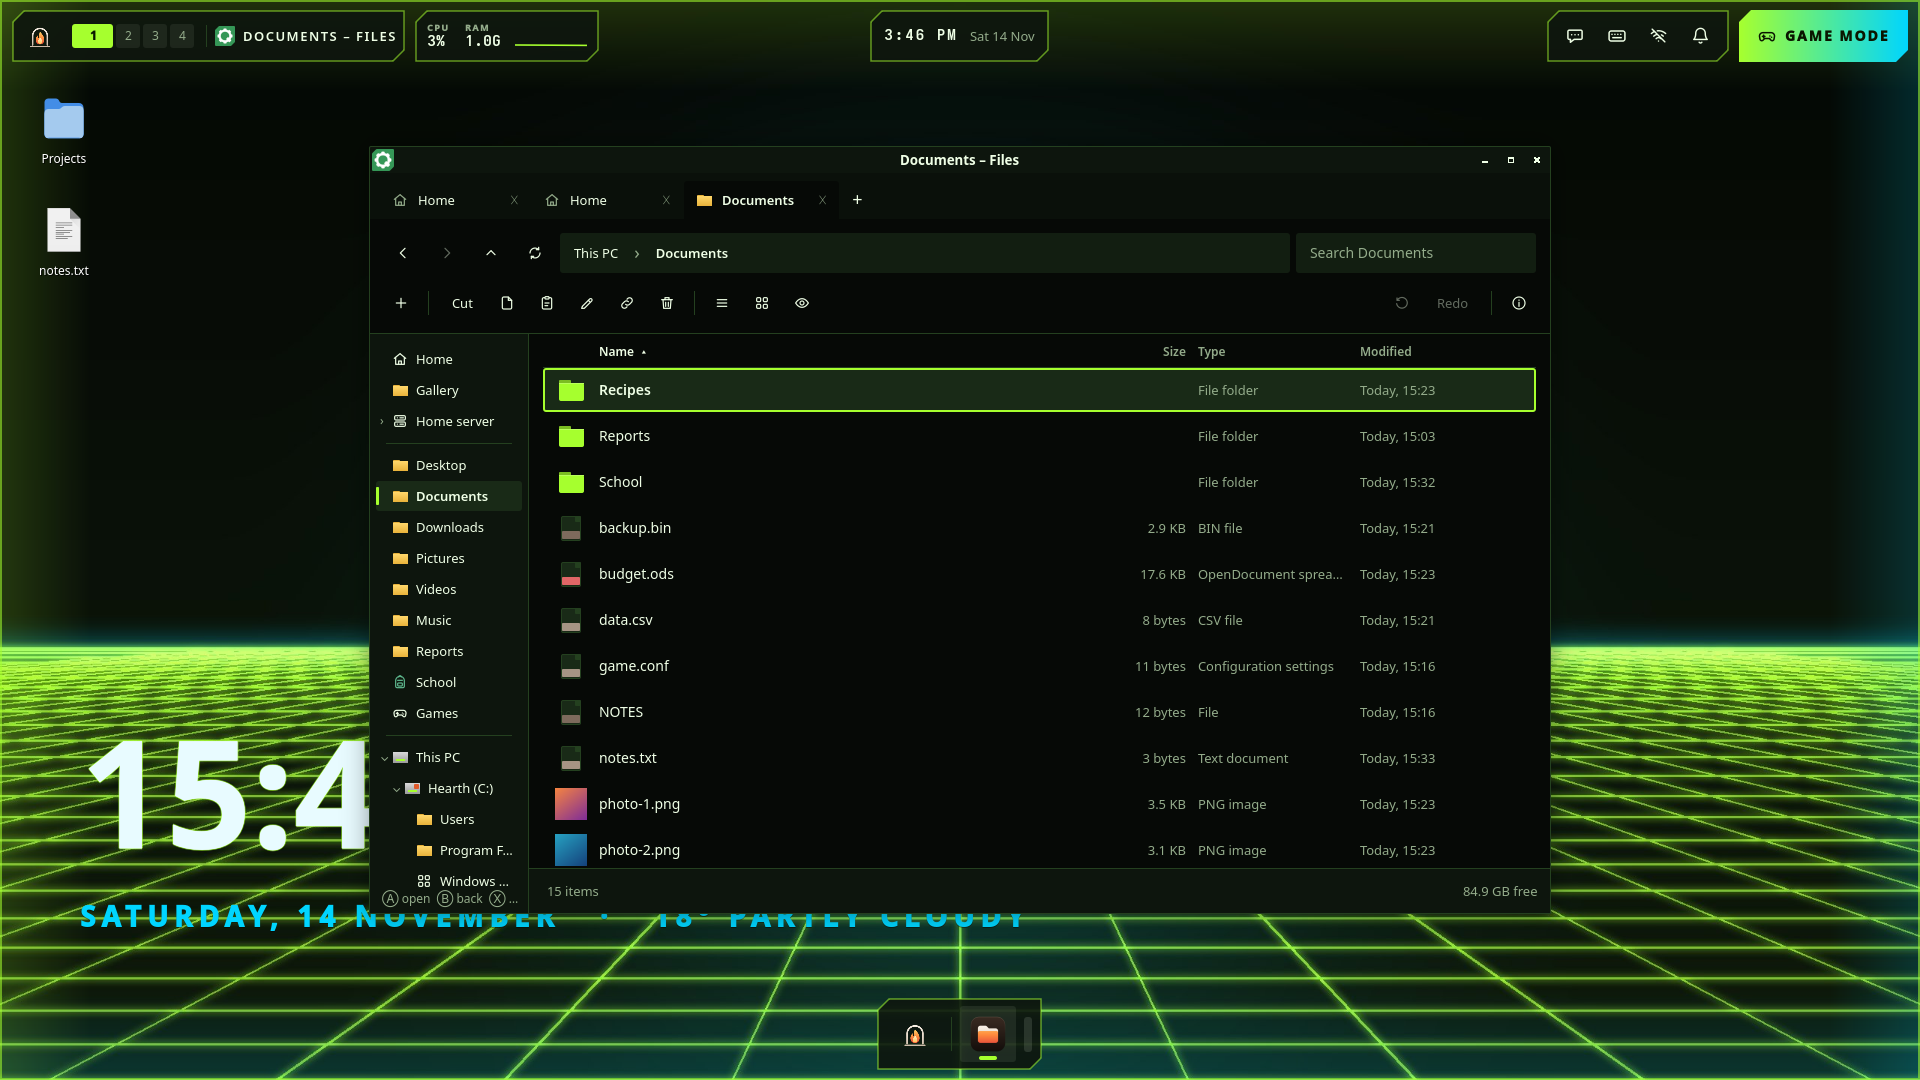 1 2 3 4 DOCUMENTS – FILES
CPU RAM
3% 1.0G
3:46 PM Sat 14 Nov
GAME MODE
Projects
notes.txt
Documents – Files
Home X Home X Documents X +
This PC › Documents
Search Documents
Cut
Redo
Home
Gallery
Home server
Desktop
Documents
Downloads
Pictures
Videos
Music
Reports
School
Games
This PC
Hearth (C:)
Users
Program F...
Windows ...
A open B back X ...
Name Size Type Modified
Recipes File folder Today, 15:23
Reports File folder Today, 15:03
School File folder Today, 15:32
backup.bin 2.9 KB BIN file Today, 15:21
budget.ods 17.6 KB OpenDocument sprea... Today, 15:23
data.csv 8 bytes CSV file Today, 15:21
game.conf 11 bytes Configuration settings Today, 15:16
NOTES 12 bytes File Today, 15:16
notes.txt 3 bytes Text document Today, 15:33
photo-1.png 3.5 KB PNG image Today, 15:23
photo-2.png 3.1 KB PNG image Today, 15:23
15 items 84.9 GB free
15:4
SATURDAY, 14 NOVEMBER · 18° PARTLY CLOUDY